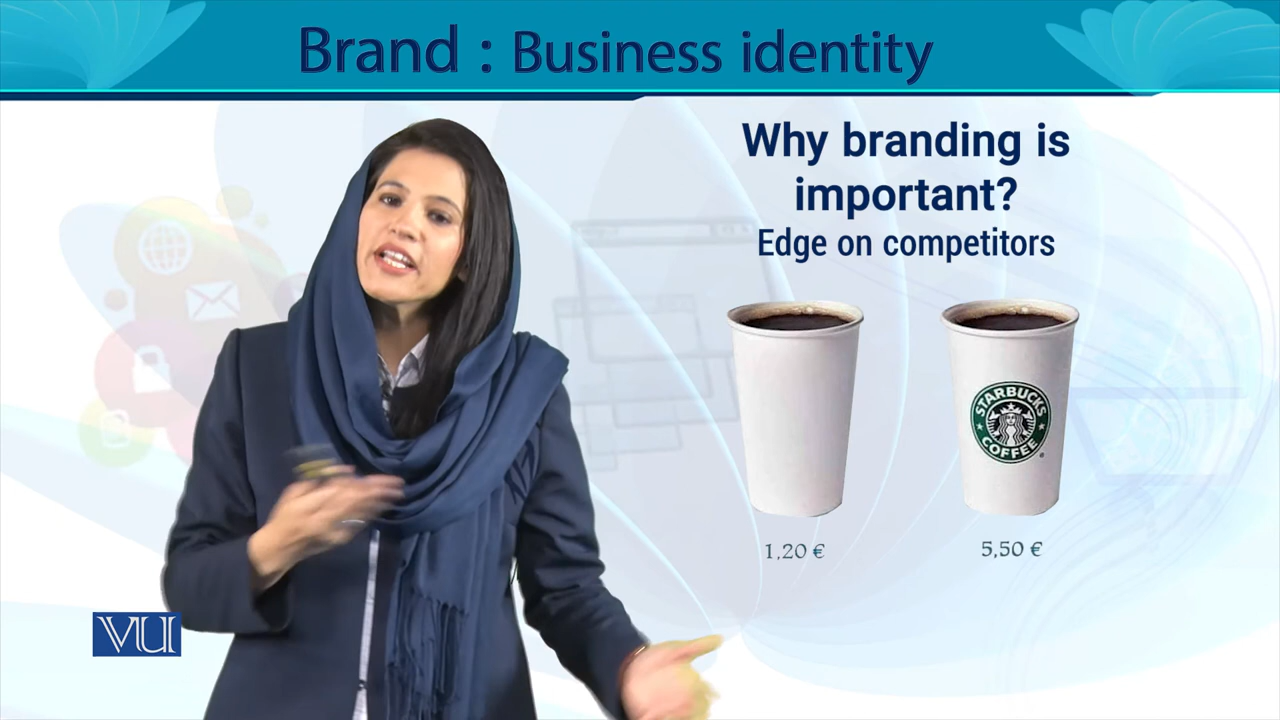 Brand : Business identity
Why branding is
important?
Edge on competitors
STARBUCKS
COFFEE
1,20 €
5,50 €
VU